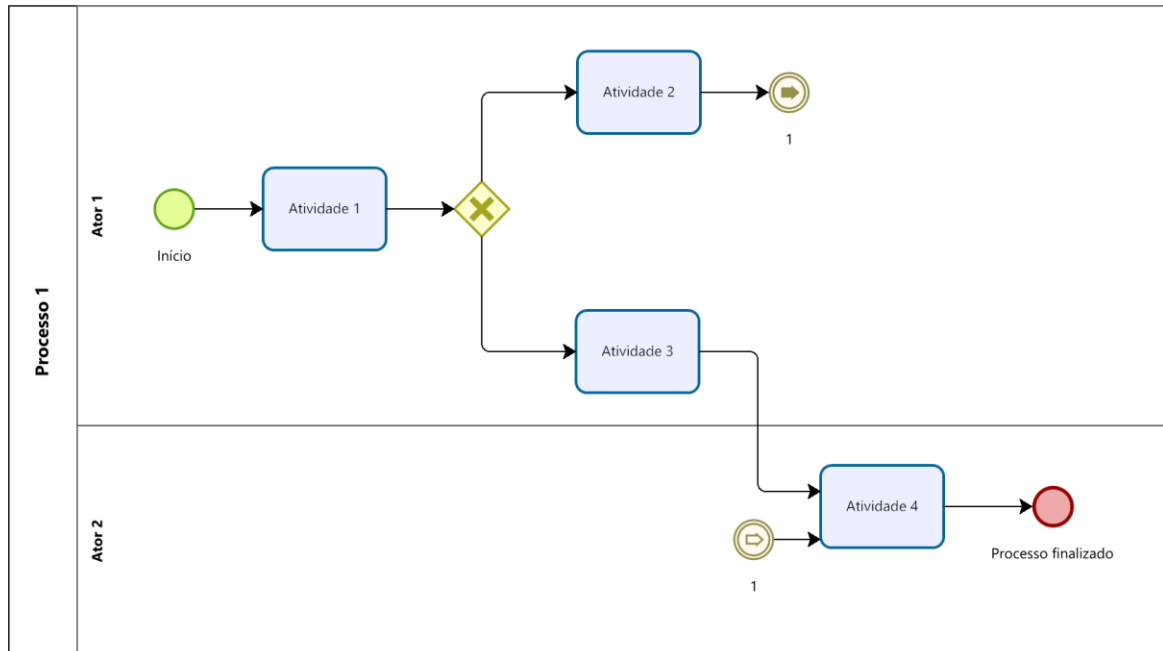 Processo 1
Ator 1
Início
Atividade 1
Atividade 2
1
Atividade 3
Ator 2
1
Atividade 4
Processo finalizado